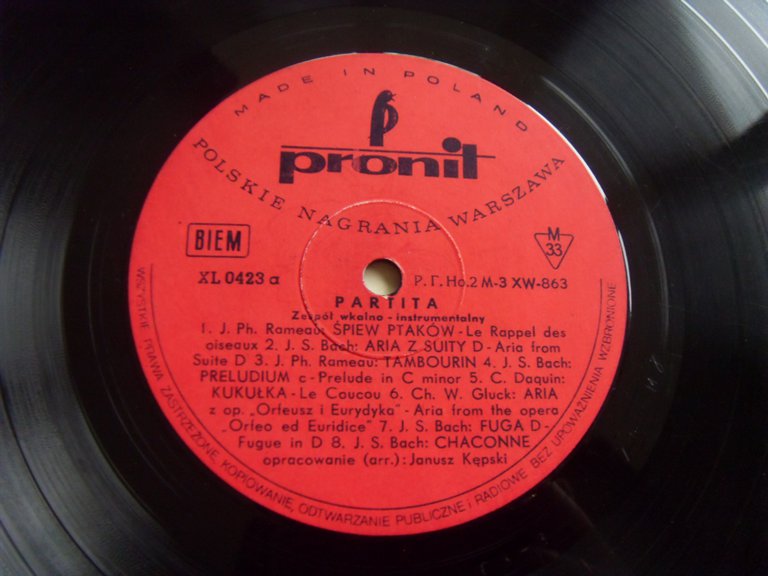 MADE IN POLAND
pronit
POLSKIE NAGRANIA WARSZAWA
BIEM
M
33
XL 0423 a
Р.Г.Но.2 M-3 XW-863
PARTITA
Zespół wkalno-instrumentalny
1. J. Ph. Rameau: ŚPIEW PTAKÓW - Le Rappel des
oiseaux 2. J. S. Bach: ARIA Z SUITY D - Aria from
Suite D 3. J. Ph. Rameau: TAMBOURIN 4. J. S. Bach:
PRELUDIUM c - Prelude in C minor 5. C. Daquin:
KUKUŁKA - Le Coucou 6. Ch. W. Gluck: ARIA
z op. „Orfeusz i Eurydyka" - Aria from the opera
„Orfeo ed Euridice" 7. J. S. Bach: FUGA D -
Fugue in D 8. J. S. Bach: CHACONNE
opracowanie (arr.): Janusz Kępski
WSZYSTKIE PRAWA ZASTRZEŻONE, KOPIOWANIE, ODTWARZANIE PUBLICZNE i RADIOWE BEZ UPOWAŻNIENIA WZBRONIONE